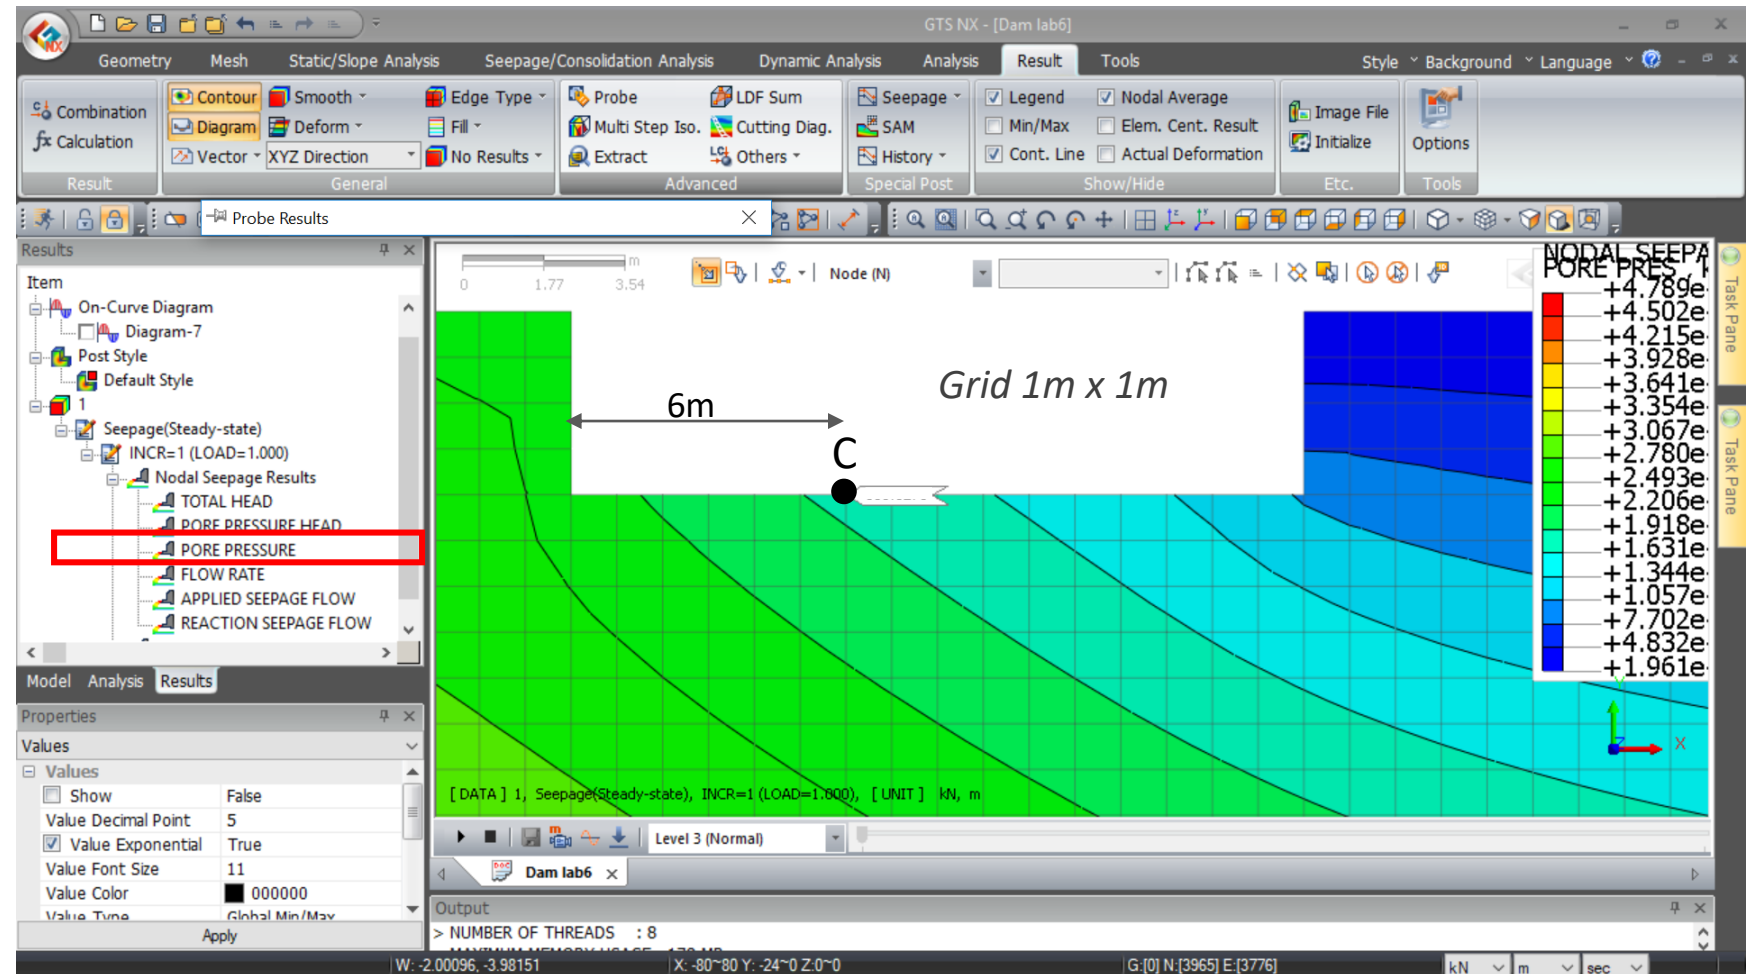 GTS NX - [Dam lab6]
Geometry Mesh Static/Slope Analysis Seepage/Consolidation Analysis Dynamic Analysis Analysis Result Tools Style Background Language
Combination
Calculation
Result
Contour Smooth
Diagram Deform
Vector XYZ Direction
Edge Type
Fill
No Results
General
Probe LDF Sum
Multi Step Iso. Cutting Diag.
Extract Others
Advanced
Seepage
SAM
History
Special Post
Legend Nodal Average
Min/Max Elem. Cent. Result
Cont. Line Actual Deformation
Show/Hide
Image File
Initialize
Etc.
Options
Tools
Probe Results
Results
Item
On-Curve Diagram
Diagram-7
Post Style
Default Style
1
Seepage(Steady-state)
INCR=1 (LOAD=1.000)
Nodal Seepage Results
TOTAL HEAD
PORE PRESSURE HEAD
PORE PRESSURE
FLOW RATE
APPLIED SEEPAGE FLOW
REACTION SEEPAGE FLOW
Model Analysis Results
Properties
Values
Values
Show False
Value Decimal Point 5
Value Exponential True
Value Font Size 11
Value Color 000000
Value Type Global Min/Max
Apply
m
0 1.77 3.54
Node (N)
6m
C
Grid 1m x 1m
NODAL SEEPA
PORE PRES , k
+4.789e
+4.502e
+4.215e
+3.928e
+3.641e
+3.354e
+3.067e
+2.780e
+2.493e
+2.206e
+1.918e
+1.631e
+1.344e
+1.057e
+7.702e
+4.832e
+1.961e
Y
Z
X
[ DATA ] 1, Seepage(Steady-state), INCR=1 (LOAD=1.000), [ UNIT ] kN, m
Task Pane
Task Pane
Level 3 (Normal)
Dam lab6
Output
> NUMBER OF THREADS : 8
W: -2.00096, -3.98151 X: -80~80 Y: -24~0 Z:0~0 G:[0] N:[3965] E:[3776] kN m sec